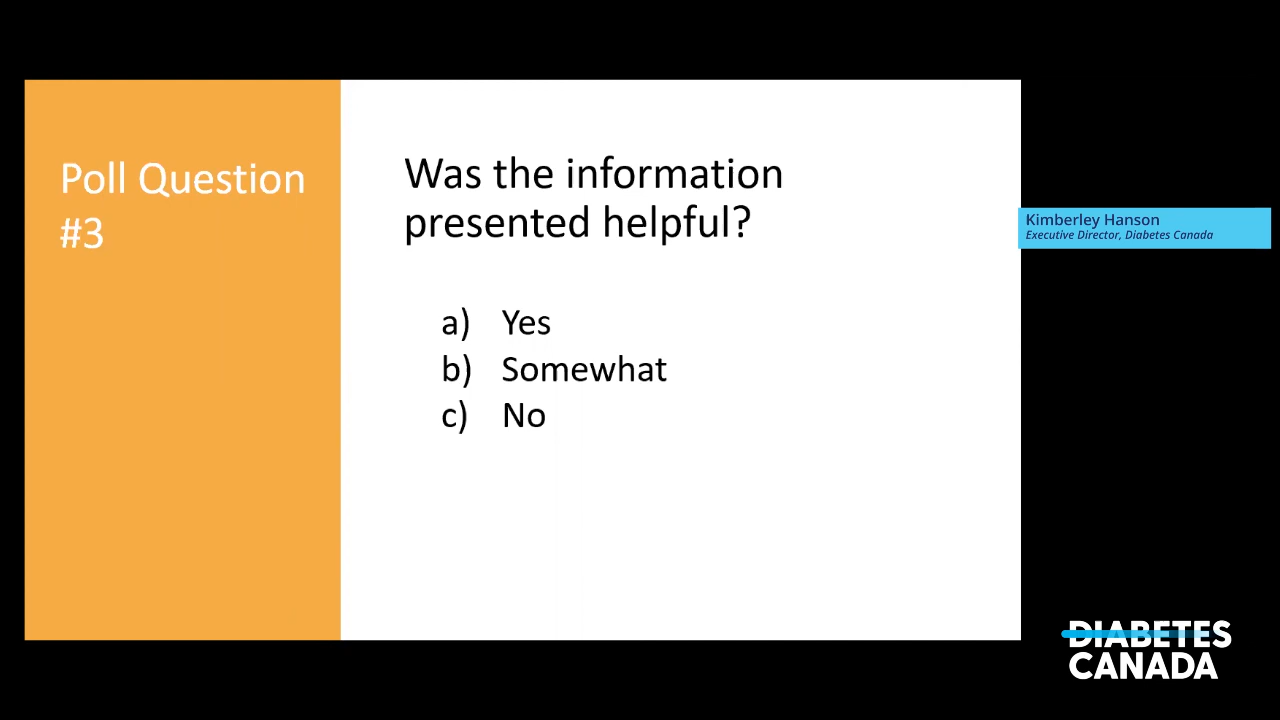 Poll Question
#3
Was the information
presented helpful?
a) Yes
b) Somewhat
c) No
Kimberley Hanson
Executive Director, Diabetes Canada
DIABETES
CANADA